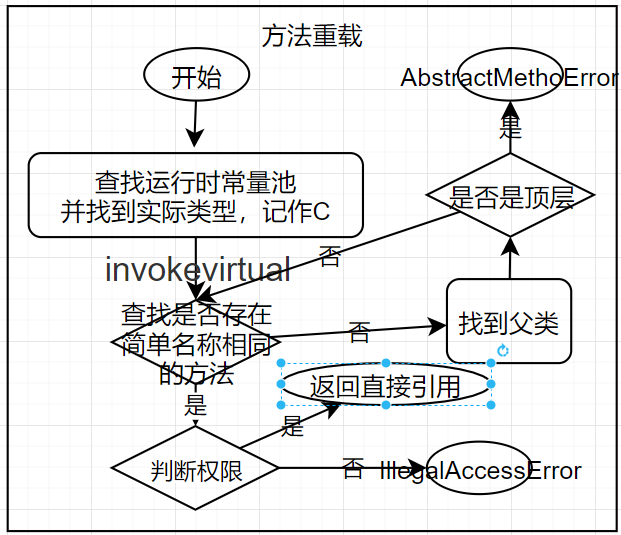 方法重载
开始
AbstractMethoError
是
查找运行时常量池
并找到实际类型，记作C
是否是顶层
否
invokevirtual
查找是否存在
简单名称相同
的方法
否
找到父类
返回直接引用
是
是
判断权限
否
IllegalAccessError